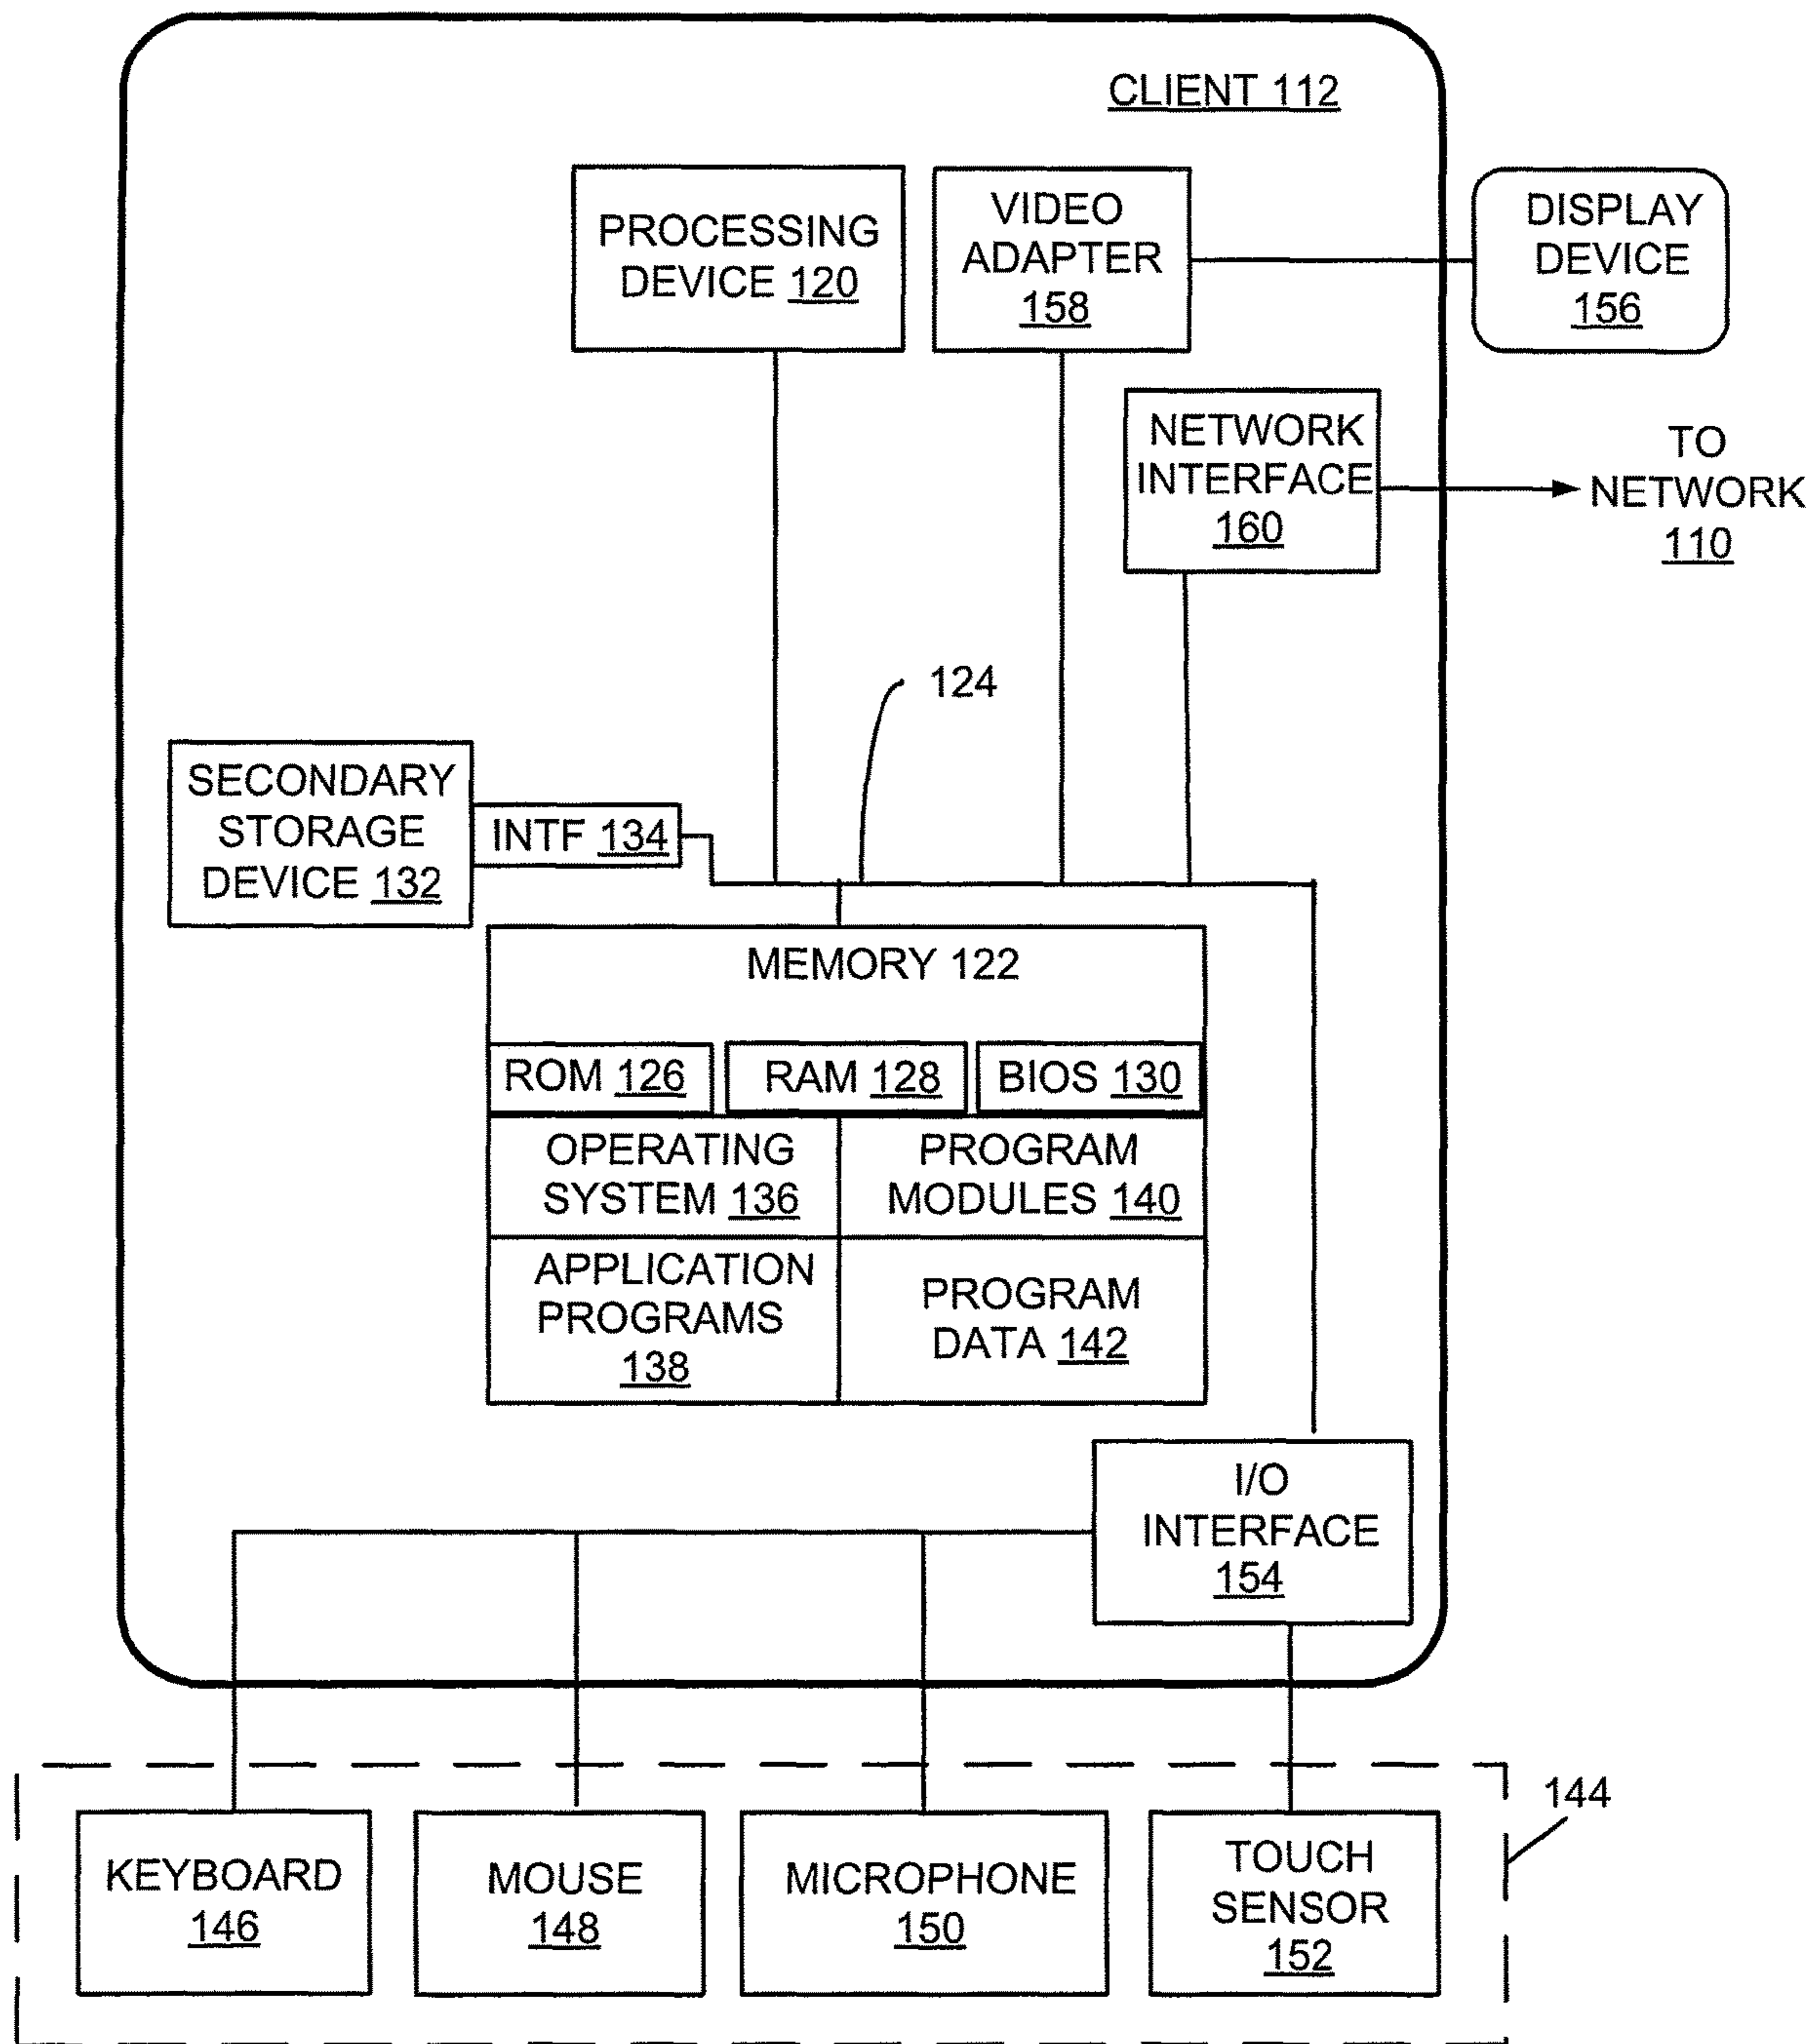 CLIENT 112
PROCESSING
DEVICE 120
VIDEO
ADAPTER
158
DISPLAY
DEVICE
156
NETWORK
INTERFACE
160
TO
NETWORK
110
124
SECONDARY
STORAGE
DEVICE 132
INTF 134
MEMORY 122
ROM 126
RAM 128
BIOS 130
OPERATING
SYSTEM 136
PROGRAM
MODULES 140
APPLICATION
PROGRAMS
138
PROGRAM
DATA 142
I/O
INTERFACE
154
144
KEYBOARD
146
MOUSE
148
MICROPHONE
150
TOUCH
SENSOR
152